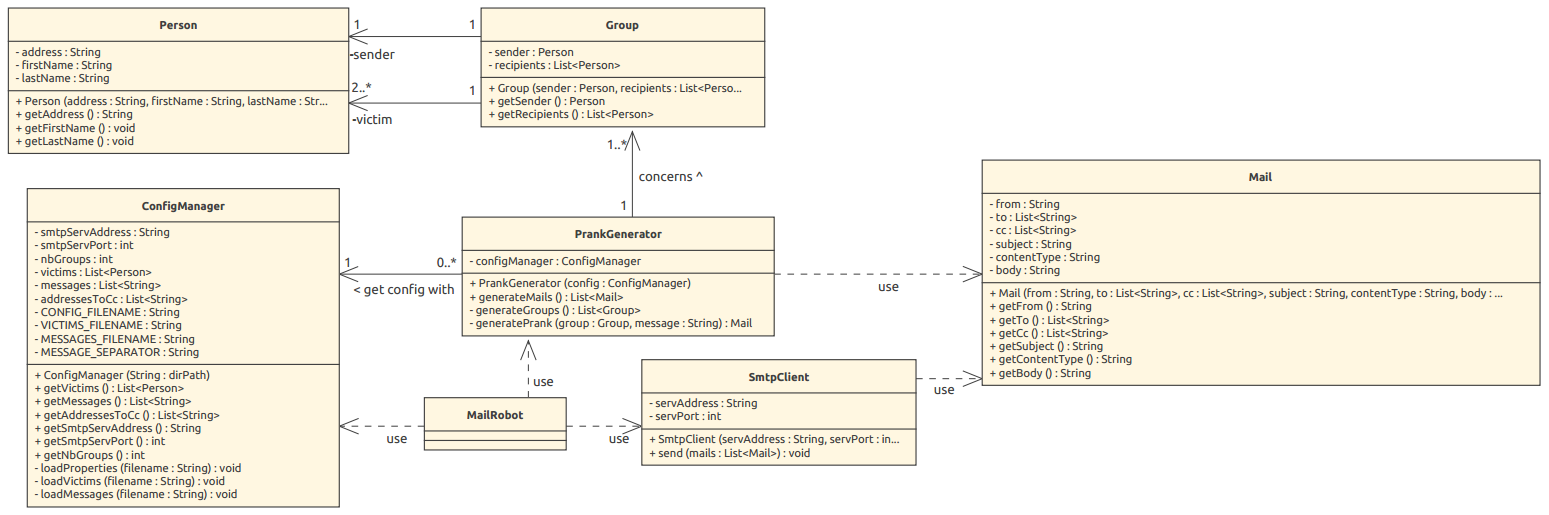 Person
- address : String
- firstName : String
- lastName : String
+ Person (address : String, firstName : String, lastName : Str...
+ getAddress () : String
+ getFirstName () : void
+ getLastName () : void
1
1
-sender
2..*
1
-victim
Group
- sender : Person
- recipients : List<Person>
+ Group (sender : Person, recipients : List<Perso...
+ getSender () : Person
+ getRecipients () : List<Person>
1..*
concerns ^
1
ConfigManager
- smtpServAddress : String
- smtpServPort : int
- nbGroups : int
- victims : List<Person>
- messages : List<String>
- addressesToCc : List<String>
- CONFIG_FILENAME : String
- VICTIMS_FILENAME : String
- MESSAGES_FILENAME : String
- MESSAGE_SEPARATOR : String
+ ConfigManager (String : dirPath)
+ getVictims () : List<Person>
+ getMessages () : List<String>
+ getAddressesToCc () : List<String>
+ getSmtpServAddress () : String
+ getSmtpServPort () : int
+ getNbGroups () : int
- loadProperties (filename : String) : void
- loadVictims (filename : String) : void
- loadMessages (filename : String) : void
1
0..*
< get config with
PrankGenerator
- configManager : ConfigManager
+ PrankGenerator (config : ConfigManager)
+ generateMails () : List<Mail>
- generateGroups () : List<Group>
- generatePrank (group : Group, message : String) : Mail
use
Mail
- from : String
- to : List<String>
- cc : List<String>
- subject : String
- contentType : String
- body : String
+ Mail (from : String, to : List<String>, cc : List<String>, subject : String, contentType : String, body : ...
+ getFrom () : String
+ getTo () : List<String>
+ getCc () : List<String>
+ getSubject () : String
+ getContentType () : String
+ getBody () : String
use
MailRobot
use
use
SmtpClient
- servAddress : String
- servPort : int
+ SmtpClient (servAddress : String, servPort : in...
+ send (mails : List<Mail>) : void
use